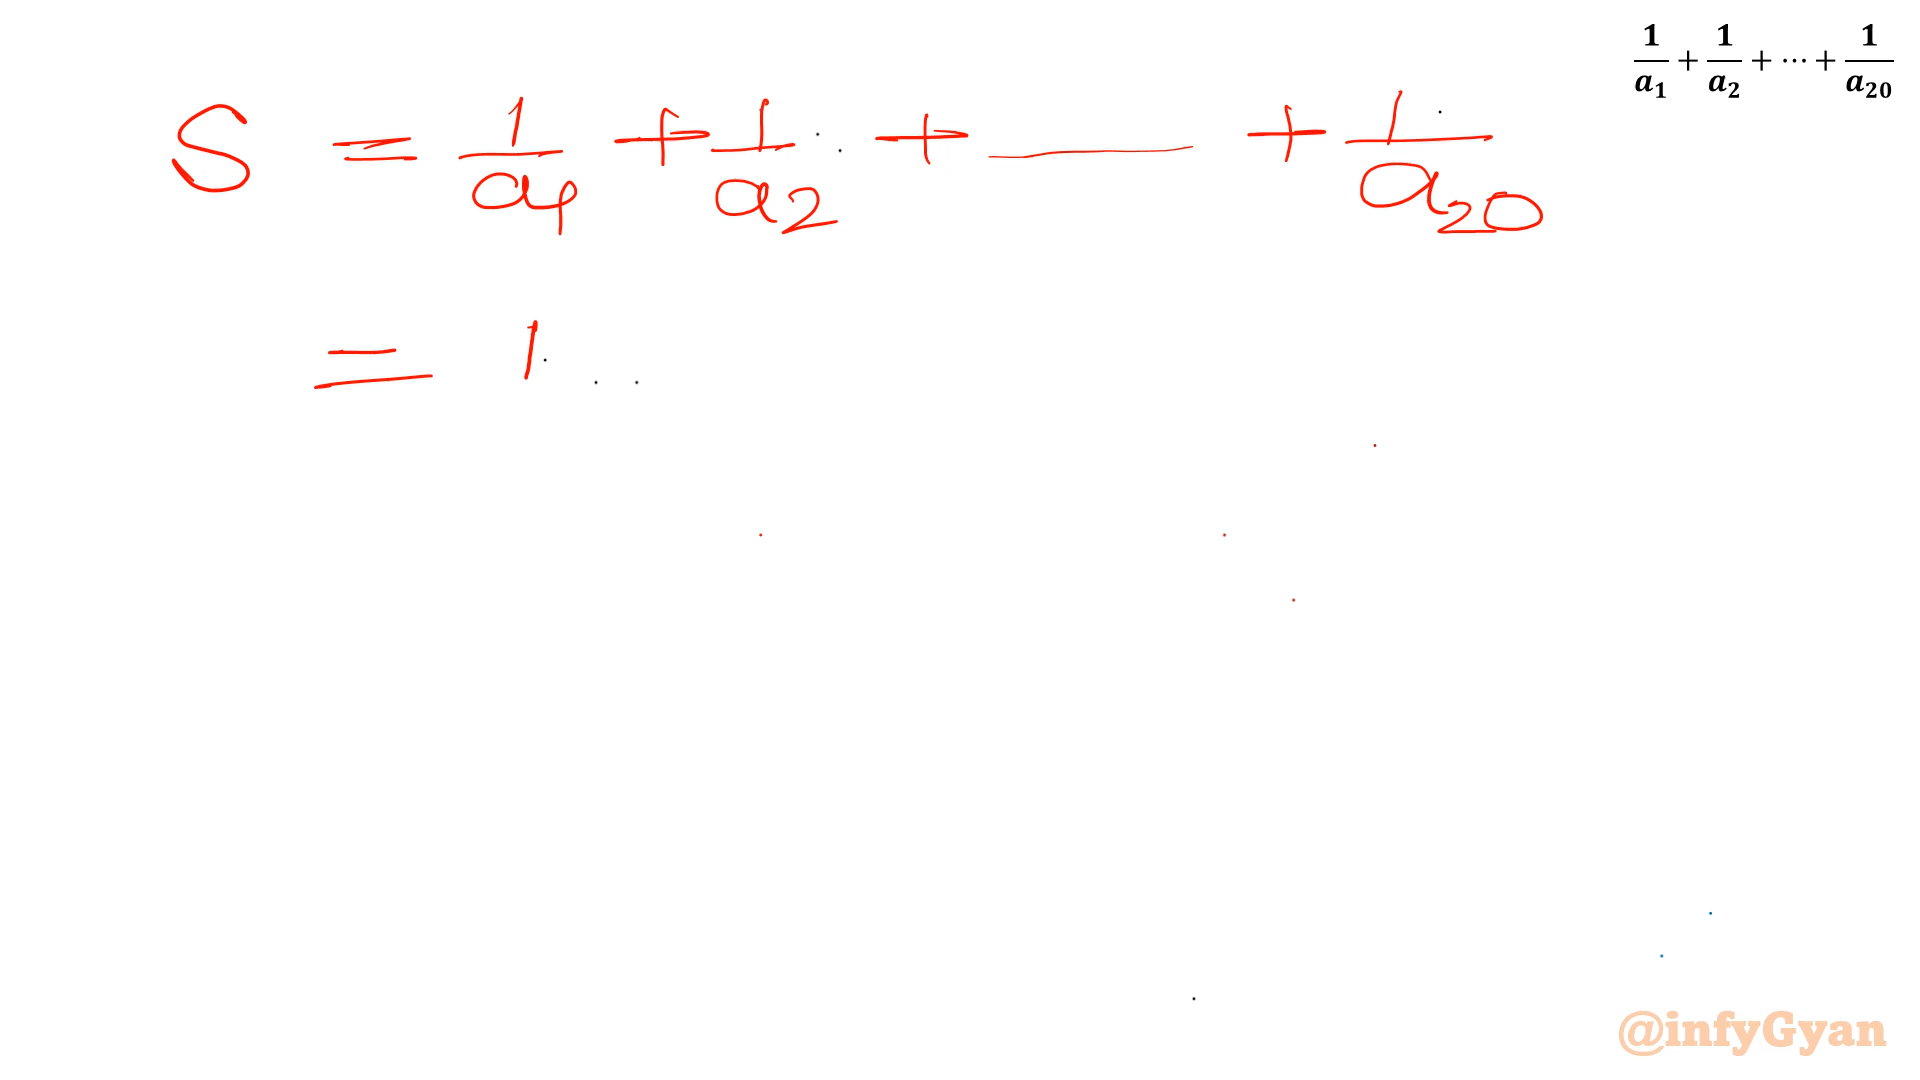 1/a₁ + 1/a₂ + ⋯ + 1/a₂₀
S = 1/a₁ + 1/a₂ + ——— + 1/a₂₀
= 1
@infyGyan